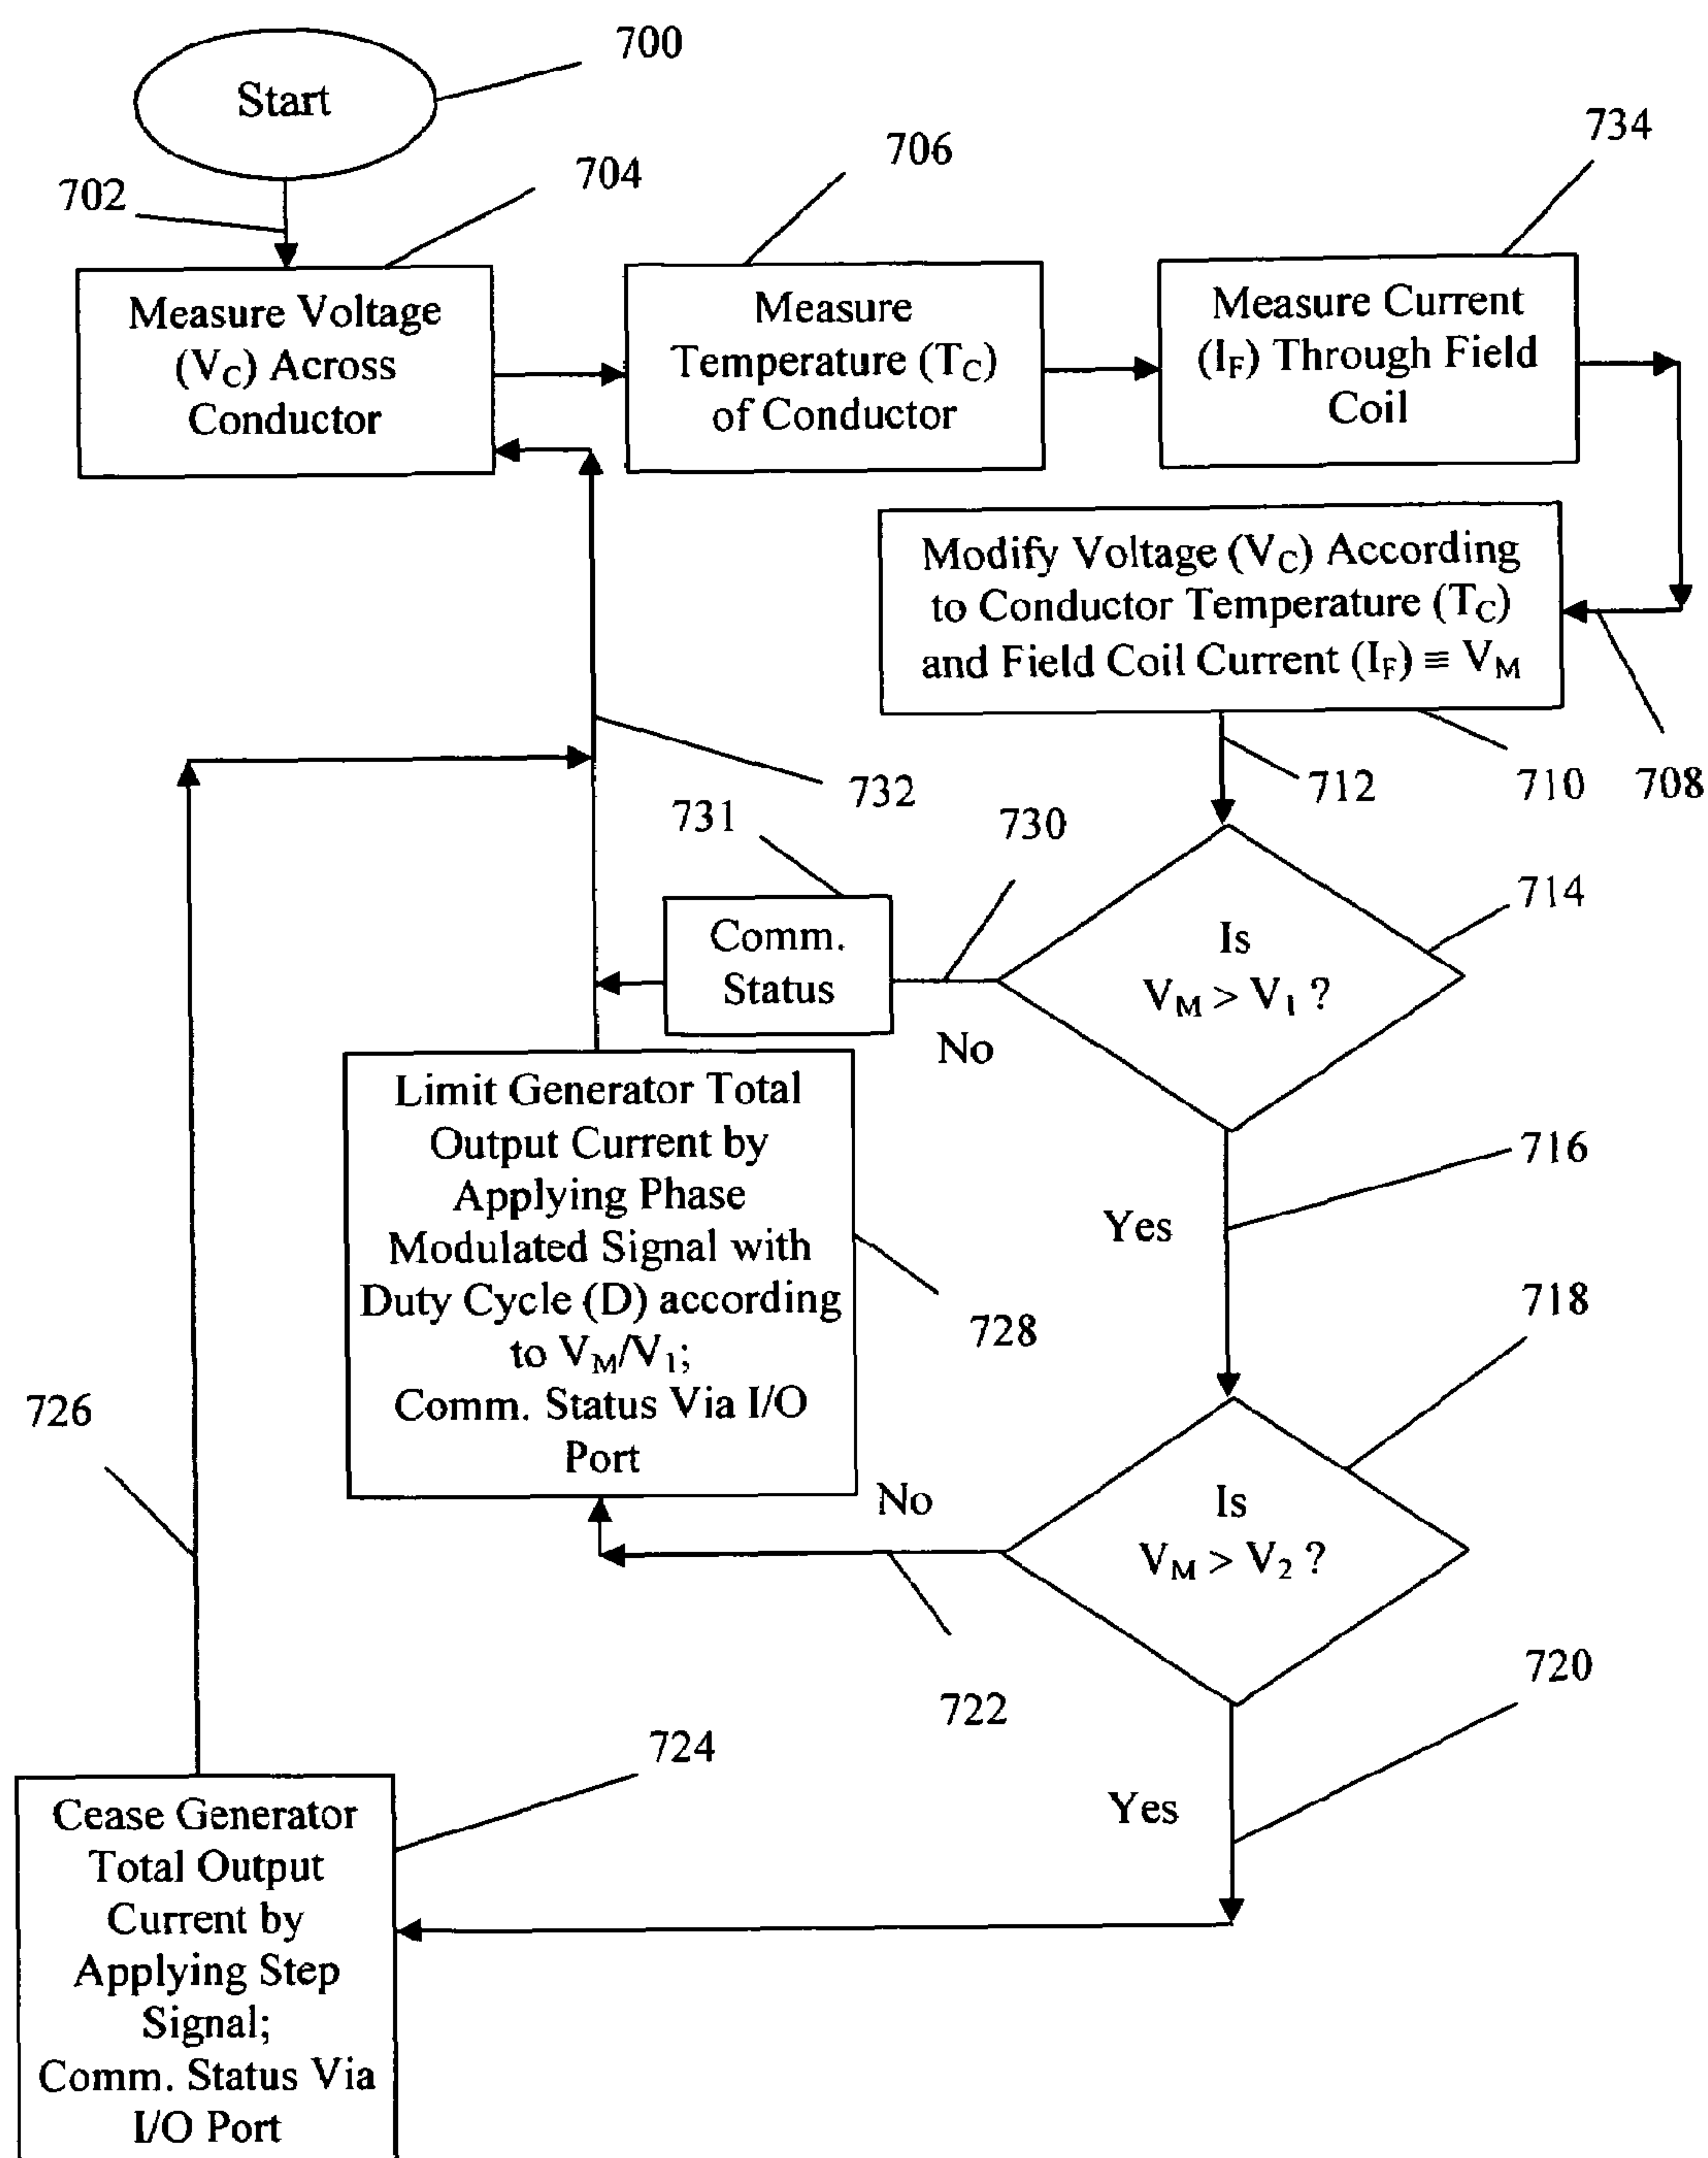 700
Start
734
706
704
702
Measure Voltage
(VC) Across
Conductor
Measure
Temperature (TC)
of Conductor
Measure Current
(IF) Through Field
Coil
Modify Voltage (VC) According
to Conductor Temperature (TC)
and Field Coil Current (IF) ≡ VM
732
712
710
708
731
730
714
Comm.
Status
Is
VM > V1 ?
No
Limit Generator Total
Output Current by
Applying Phase
Modulated Signal with
Duty Cycle (D) according
to VM/V1;
Comm. Status Via I/O
Port
716
Yes
728
718
726
No
Is
VM > V2 ?
722
720
724
Yes
Cease Generator
Total Output
Current by
Applying Step
Signal;
Comm. Status Via
I/O Port